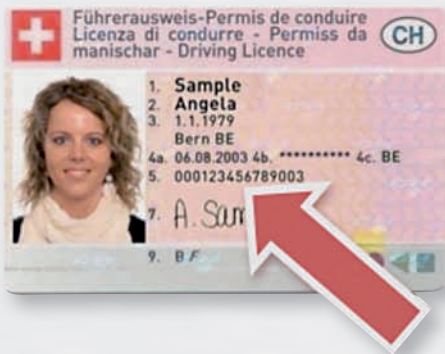 Führerausweis-Permis de conduire
Licenza di condurre - Permiss da
manischar - Driving Licence
CH
1. Sample
2. Angela
3. 1.1.1979
Bern BE
4a. 06.08.2003 4b. ********** 4c. BE
5. 000123456789003
7. A. Sam
9. B F